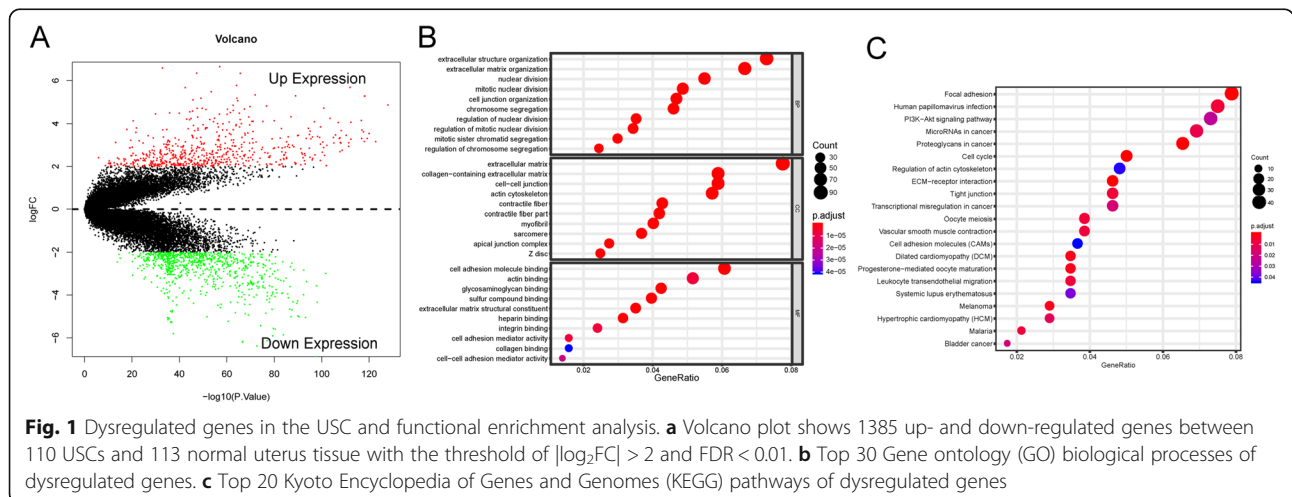 A
Volcano
Up Expression
Down Expression
logFC
6
4
2
0
-2
-4
-6
0 20 40 60 80 100 120
-log10(P.Value)
B
extracellular structure organization
extracellular matrix organization
nuclear division
mitotic nuclear division
cell junction organization
chromosome segregation
regulation of nuclear division
regulation of mitotic nuclear division
mitotic sister chromatid segregation
regulation of chromosome segregation
BP
extracellular matrix
collagen-containing extracellular matrix
cell-cell junction
actin cytoskeleton
contractile fiber
contractile fiber part
myofibril
sarcomere
apical junction complex
Z disc
CC
cell adhesion molecule binding
actin binding
glycosaminoglycan binding
sulfur compound binding
extracellular matrix structural constituent
heparin binding
integrin binding
cell adhesion mediator activity
collagen binding
cell-cell adhesion mediator activity
MF
0.02 0.04 0.06 0.08
GeneRatio
Count
30
50
70
90
p.adjust
1e-05
2e-05
3e-05
4e-05
C
Focal adhesion
Human papillomavirus infection
PI3K-Akt signaling pathway
MicroRNAs in cancer
Proteoglycans in cancer
Cell cycle
Regulation of actin cytoskeleton
ECM-receptor interaction
Tight junction
Transcriptional misregulation in cancer
Oocyte meiosis
Vascular smooth muscle contraction
Cell adhesion molecules (CAMs)
Dilated cardiomyopathy (DCM)
Progesterone-mediated oocyte maturation
Leukocyte transendothelial migration
Systemic lupus erythematosus
Melanoma
Hypertrophic cardiomyopathy (HCM)
Malaria
Bladder cancer
0.02 0.04 0.06 0.08
GeneRatio
Count
10
20
30
40
p.adjust
0.01
0.02
0.03
0.04
Fig. 1 Dysregulated genes in the USC and functional enrichment analysis. a Volcano plot shows 1385 up- and down-regulated genes between
110 USCs and 113 normal uterus tissue with the threshold of |log₂FC| > 2 and FDR < 0.01. b Top 30 Gene ontology (GO) biological processes of
dysregulated genes. c Top 20 Kyoto Encyclopedia of Genes and Genomes (KEGG) pathways of dysregulated genes